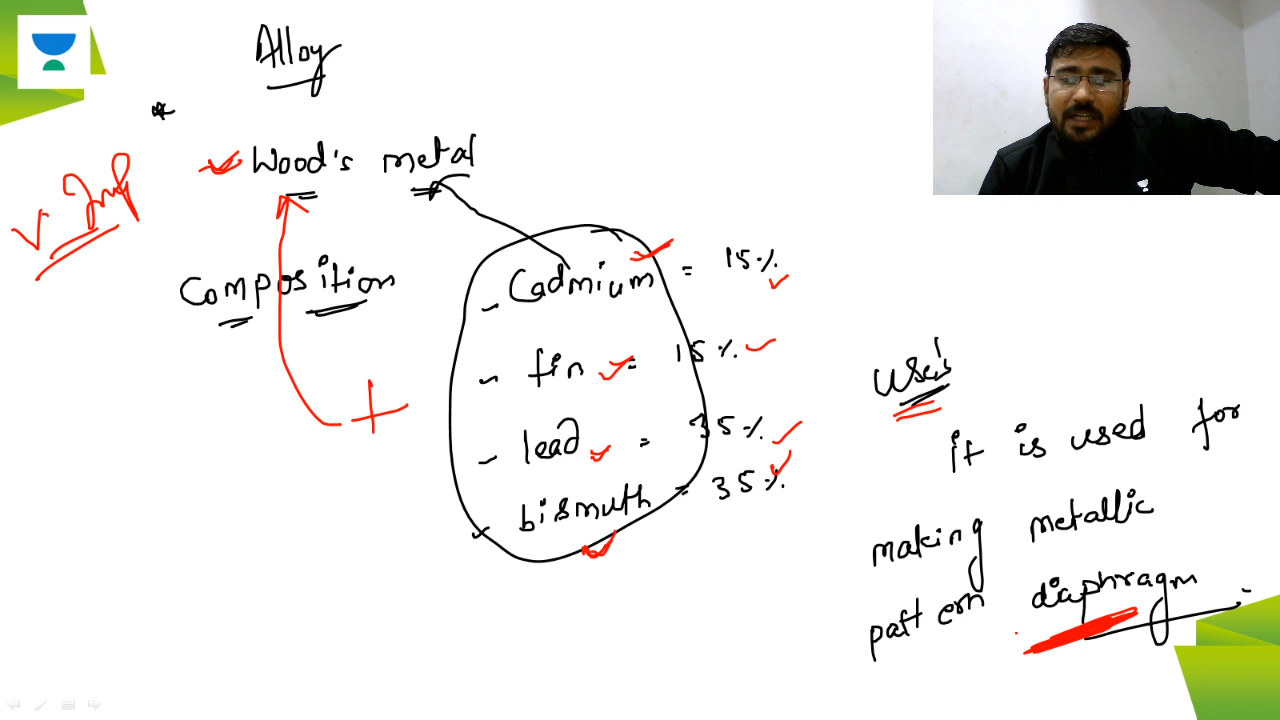 Alloy
* Wood's metal
V. Imp
Composition
- Cadmium = 15%
- tin = 15%
- lead = 35%
- bismuth = 35%
Uses
it is used for
making metallic
pattern diaphragm